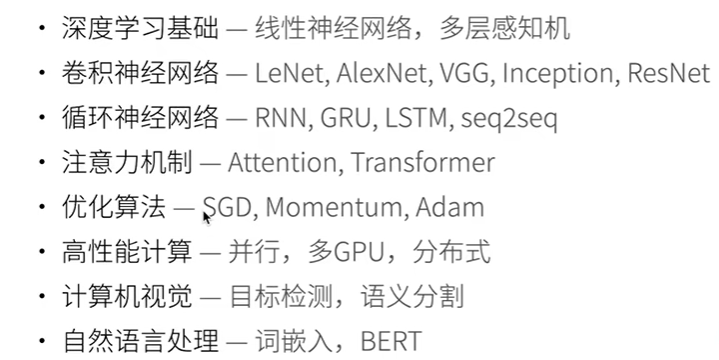 • 深度学习基础 — 线性神经网络，多层感知机
• 卷积神经网络 — LeNet, AlexNet, VGG, Inception, ResNet
• 循环神经网络 — RNN, GRU, LSTM, seq2seq
• 注意力机制 — Attention, Transformer
• 优化算法 — SGD, Momentum, Adam
• 高性能计算 — 并行，多GPU，分布式
• 计算机视觉 — 目标检测，语义分割
• 自然语言处理 — 词嵌入，BERT